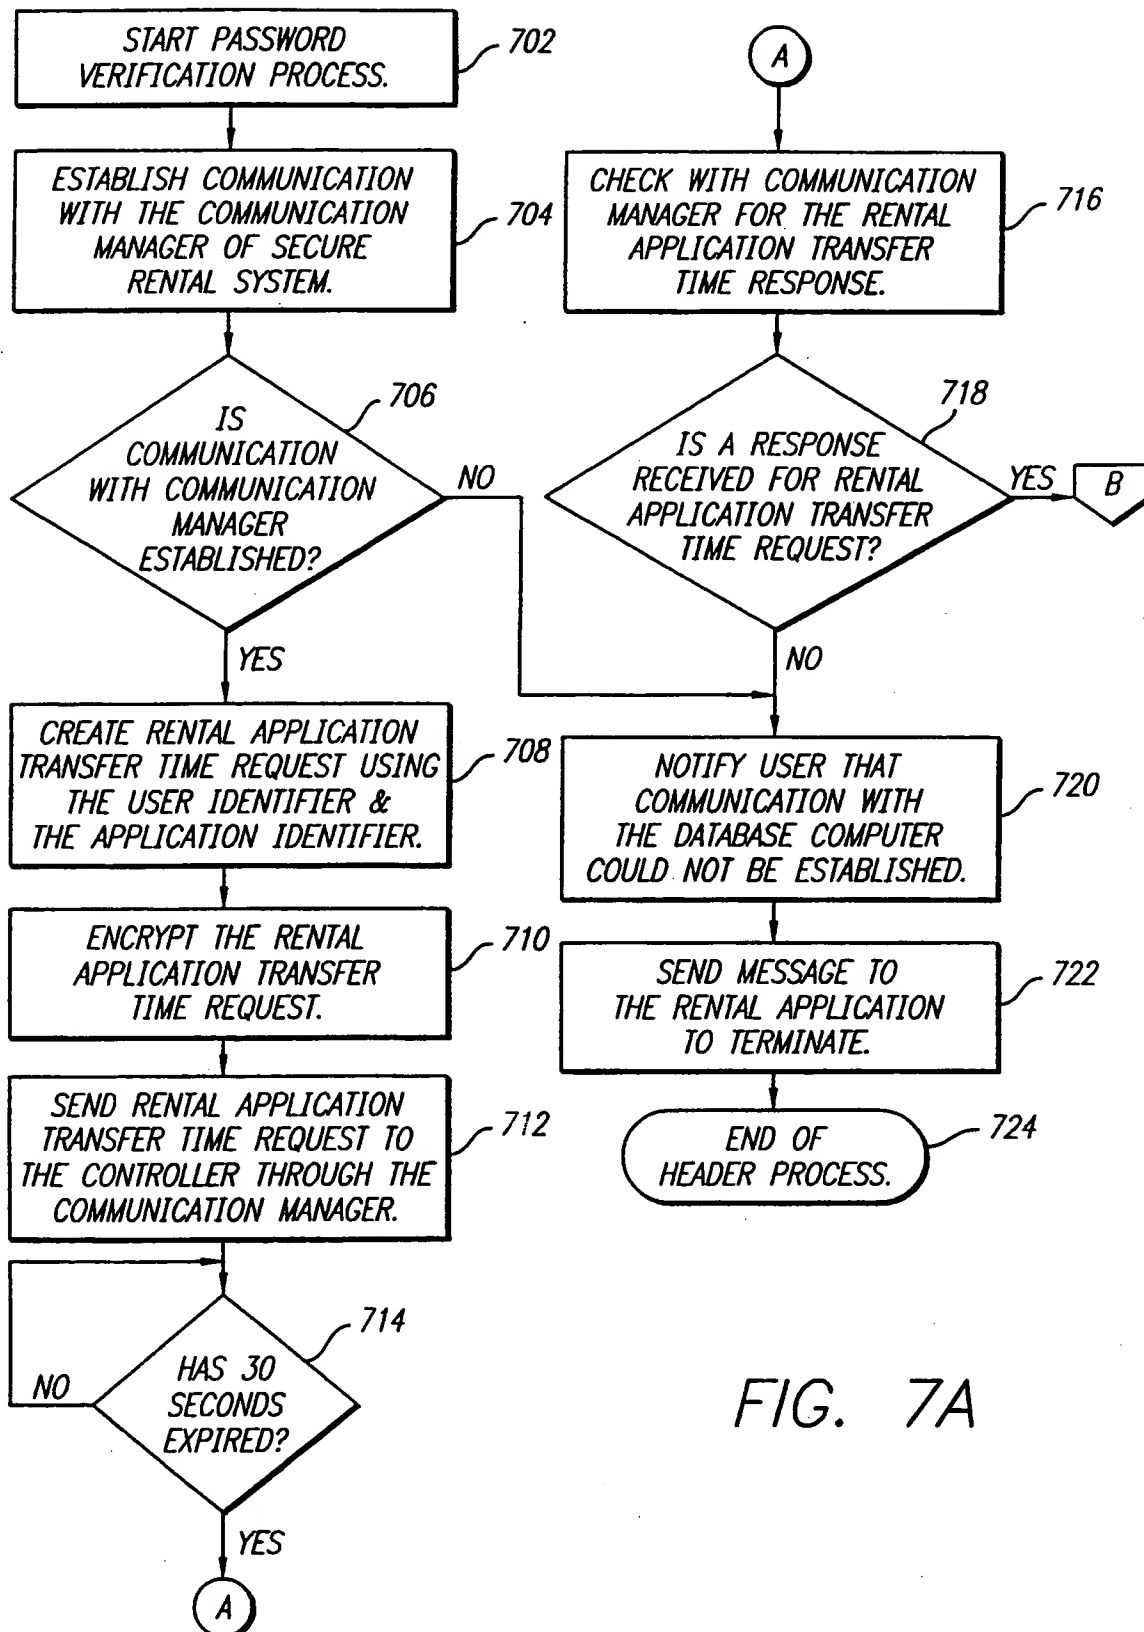 START PASSWORD
VERIFICATION PROCESS.
702
ESTABLISH COMMUNICATION
WITH THE COMMUNICATION
MANAGER OF SECURE
RENTAL SYSTEM.
704
IS
COMMUNICATION
WITH COMMUNICATION
MANAGER
ESTABLISHED?
706
NO
YES
CREATE RENTAL APPLICATION
TRANSFER TIME REQUEST USING
THE USER IDENTIFIER &
THE APPLICATION IDENTIFIER.
708
ENCRYPT THE RENTAL
APPLICATION TRANSFER
TIME REQUEST.
710
SEND RENTAL APPLICATION
TRANSFER TIME REQUEST TO
THE CONTROLLER THROUGH THE
COMMUNICATION MANAGER.
712
HAS 30
SECONDS
EXPIRED?
714
NO
YES
A
A
CHECK WITH COMMUNICATION
MANAGER FOR THE RENTAL
APPLICATION TRANSFER
TIME RESPONSE.
716
IS A RESPONSE
RECEIVED FOR RENTAL
APPLICATION TRANSFER
TIME REQUEST?
718
YES
B
NO
NOTIFY USER THAT
COMMUNICATION WITH
THE DATABASE COMPUTER
COULD NOT BE ESTABLISHED.
720
SEND MESSAGE TO
THE RENTAL APPLICATION
TO TERMINATE.
722
END OF
HEADER PROCESS.
724
FIG. 7A